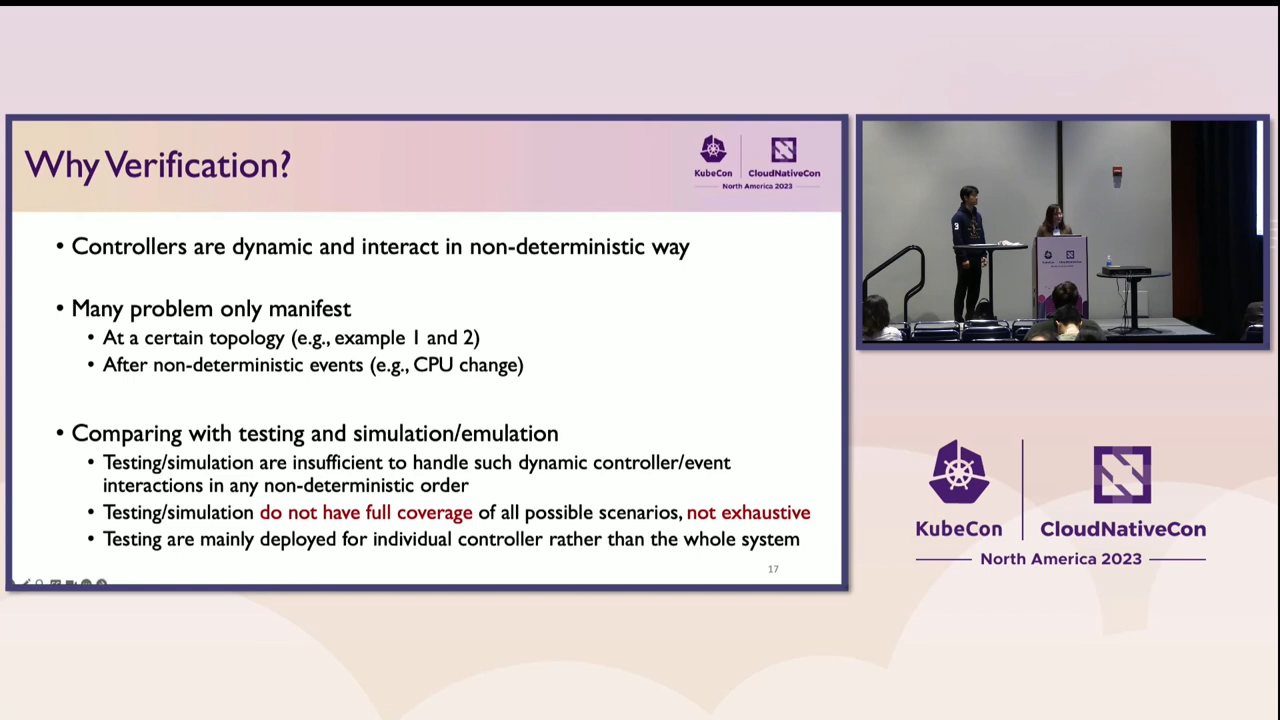 Why Verification?
KubeCon
CloudNativeCon
North America 2023
• Controllers are dynamic and interact in non-deterministic way
• Many problem only manifest
• At a certain topology (e.g., example 1 and 2)
• After non-deterministic events (e.g., CPU change)
• Comparing with testing and simulation/emulation
• Testing/simulation are insufficient to handle such dynamic controller/event
interactions in any non-deterministic order
• Testing/simulation do not have full coverage of all possible scenarios, not exhaustive
• Testing are mainly deployed for individual controller rather than the whole system
17
KubeCon
CloudNativeCon
North America 2023